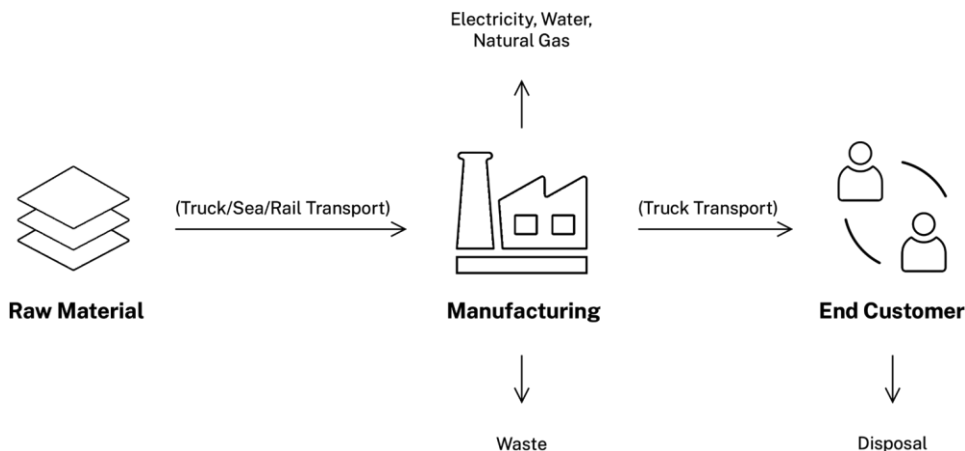 Electricity, Water,
Natural Gas
(Truck/Sea/Rail Transport)
(Truck Transport)
Raw Material
Manufacturing
End Customer
Waste
Disposal